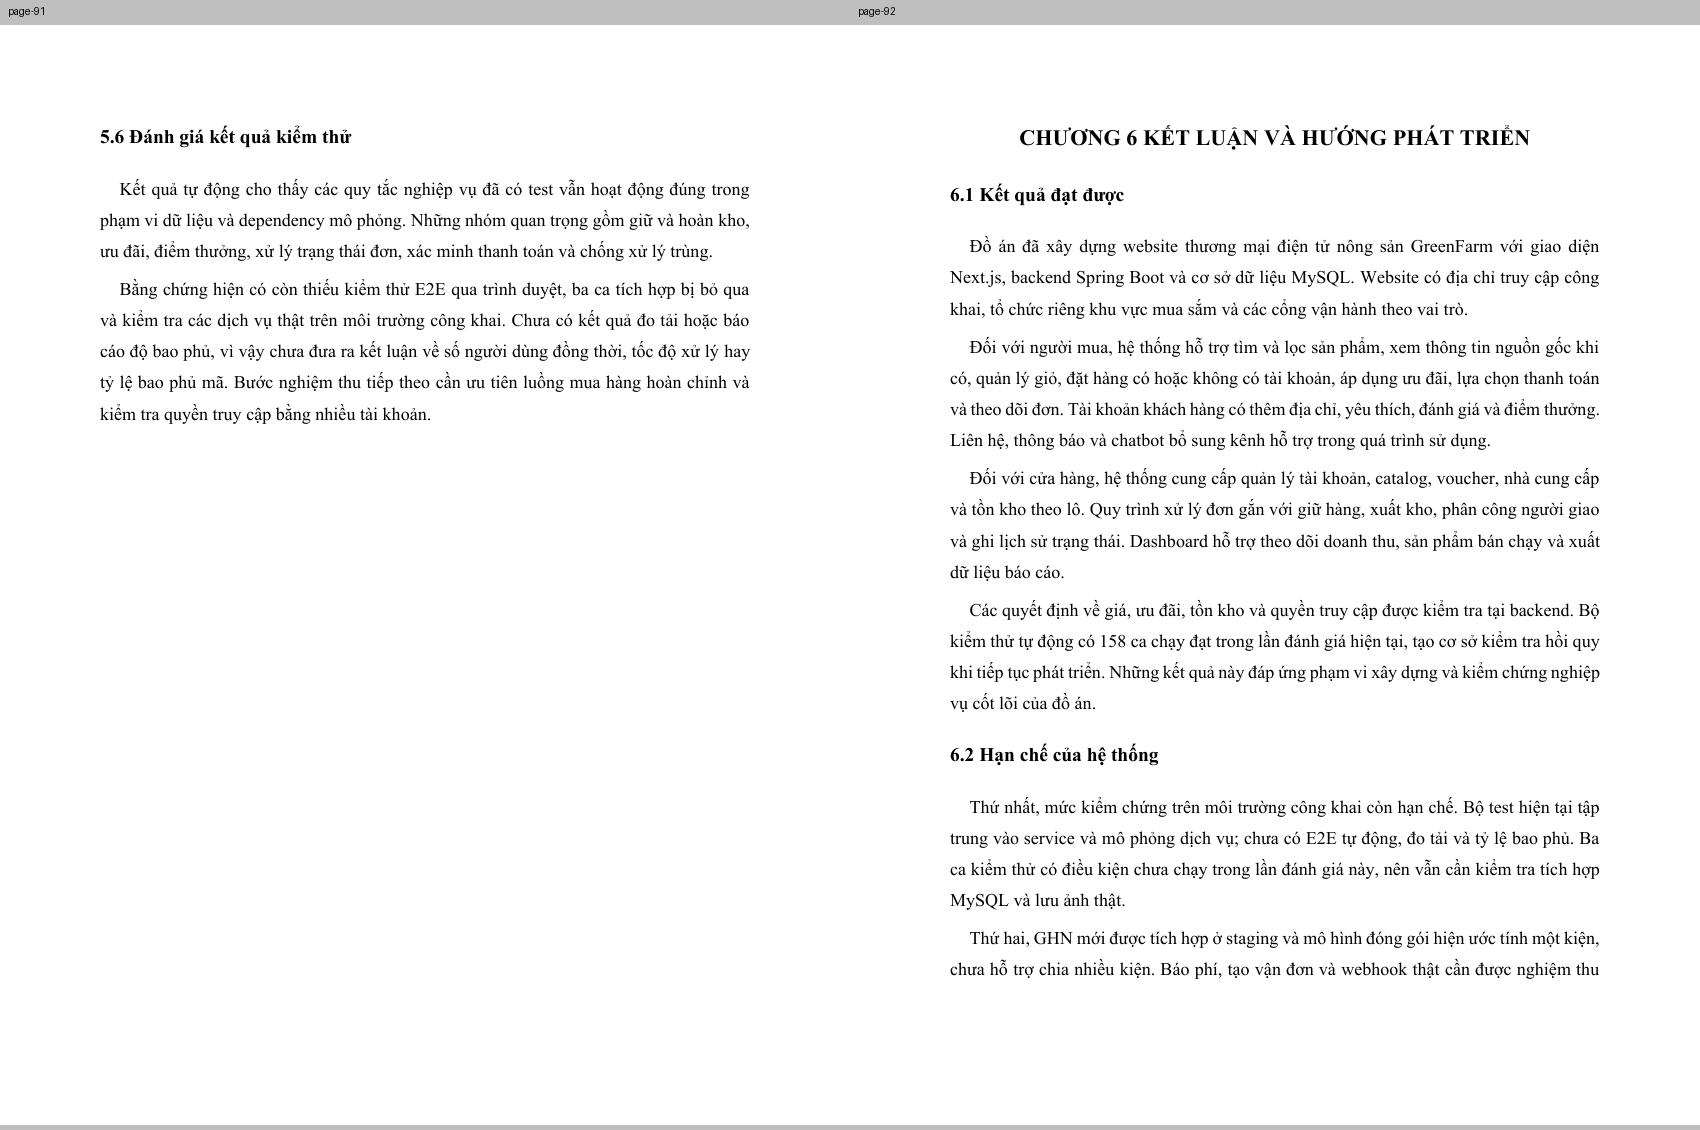 page-91
5.6 Đánh giá kết quả kiểm thử
Kết quả tự động cho thấy các quy tắc nghiệp vụ đã có test vẫn hoạt động đúng trong
phạm vi dữ liệu và dependency mô phỏng. Những nhóm quan trọng gồm giữ và hoàn kho,
ưu đãi, điểm thưởng, xử lý trạng thái đơn, xác minh thanh toán và chống xử lý trùng.
Bằng chứng hiện có còn thiếu kiểm thử E2E qua trình duyệt, ba ca tích hợp bị bỏ qua
và kiểm tra các dịch vụ thật trên môi trường công khai. Chưa có kết quả đo tải hoặc báo
cáo độ bao phủ, vì vậy chưa đưa ra kết luận về số người dùng đồng thời, tốc độ xử lý hay
tỷ lệ bao phủ mã. Bước nghiệm thu tiếp theo cần ưu tiên luồng mua hàng hoàn chỉnh và
kiểm tra quyền truy cập bằng nhiều tài khoản.
page-92
CHƯƠNG 6 KẾT LUẬN VÀ HƯỚNG PHÁT TRIỂN
6.1 Kết quả đạt được
Đồ án đã xây dựng website thương mại điện tử nông sản GreenFarm với giao diện
Next.js, backend Spring Boot và cơ sở dữ liệu MySQL. Website có địa chỉ truy cập công
khai, tổ chức riêng khu vực mua sắm và các cổng vận hành theo vai trò.
Đối với người mua, hệ thống hỗ trợ tìm và lọc sản phẩm, xem thông tin nguồn gốc khi
có, quản lý giỏ, đặt hàng có hoặc không có tài khoản, áp dụng ưu đãi, lựa chọn thanh toán
và theo dõi đơn. Tài khoản khách hàng có thêm địa chỉ, yêu thích, đánh giá và điểm thưởng.
Liên hệ, thông báo và chatbot bổ sung kênh hỗ trợ trong quá trình sử dụng.
Đối với cửa hàng, hệ thống cung cấp quản lý tài khoản, catalog, voucher, nhà cung cấp
và tồn kho theo lô. Quy trình xử lý đơn gắn với giữ hàng, xuất kho, phân công người giao
và ghi lịch sử trạng thái. Dashboard hỗ trợ theo dõi doanh thu, sản phẩm bán chạy và xuất
dữ liệu báo cáo.
Các quyết định về giá, ưu đãi, tồn kho và quyền truy cập được kiểm tra tại backend. Bộ
kiểm thử tự động có 158 ca chạy đạt trong lần đánh giá hiện tại, tạo cơ sở kiểm tra hồi quy
khi tiếp tục phát triển. Những kết quả này đáp ứng phạm vi xây dựng và kiểm chứng nghiệp
vụ cốt lõi của đồ án.
6.2 Hạn chế của hệ thống
Thứ nhất, mức kiểm chứng trên môi trường công khai còn hạn chế. Bộ test hiện tại tập
trung vào service và mô phỏng dịch vụ; chưa có E2E tự động, đo tải và tỷ lệ bao phủ. Ba
ca kiểm thử có điều kiện chưa chạy trong lần đánh giá này, nên vẫn cần kiểm tra tích hợp
MySQL và lưu ảnh thật.
Thứ hai, GHN mới được tích hợp ở staging và mô hình đóng gói hiện ước tính một kiện,
chưa hỗ trợ chia nhiều kiện. Báo phí, tạo vận đơn và webhook thật cần được nghiệm thu